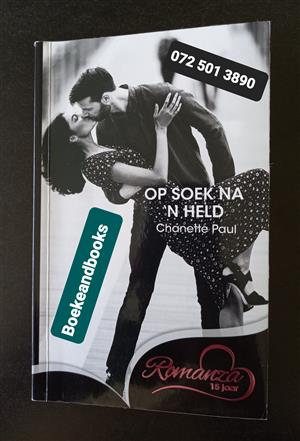 072 501 3890
OP SOEK NA
'N HELD
Chanette Paul
Boekeandbooks
Romanza
15 jaar